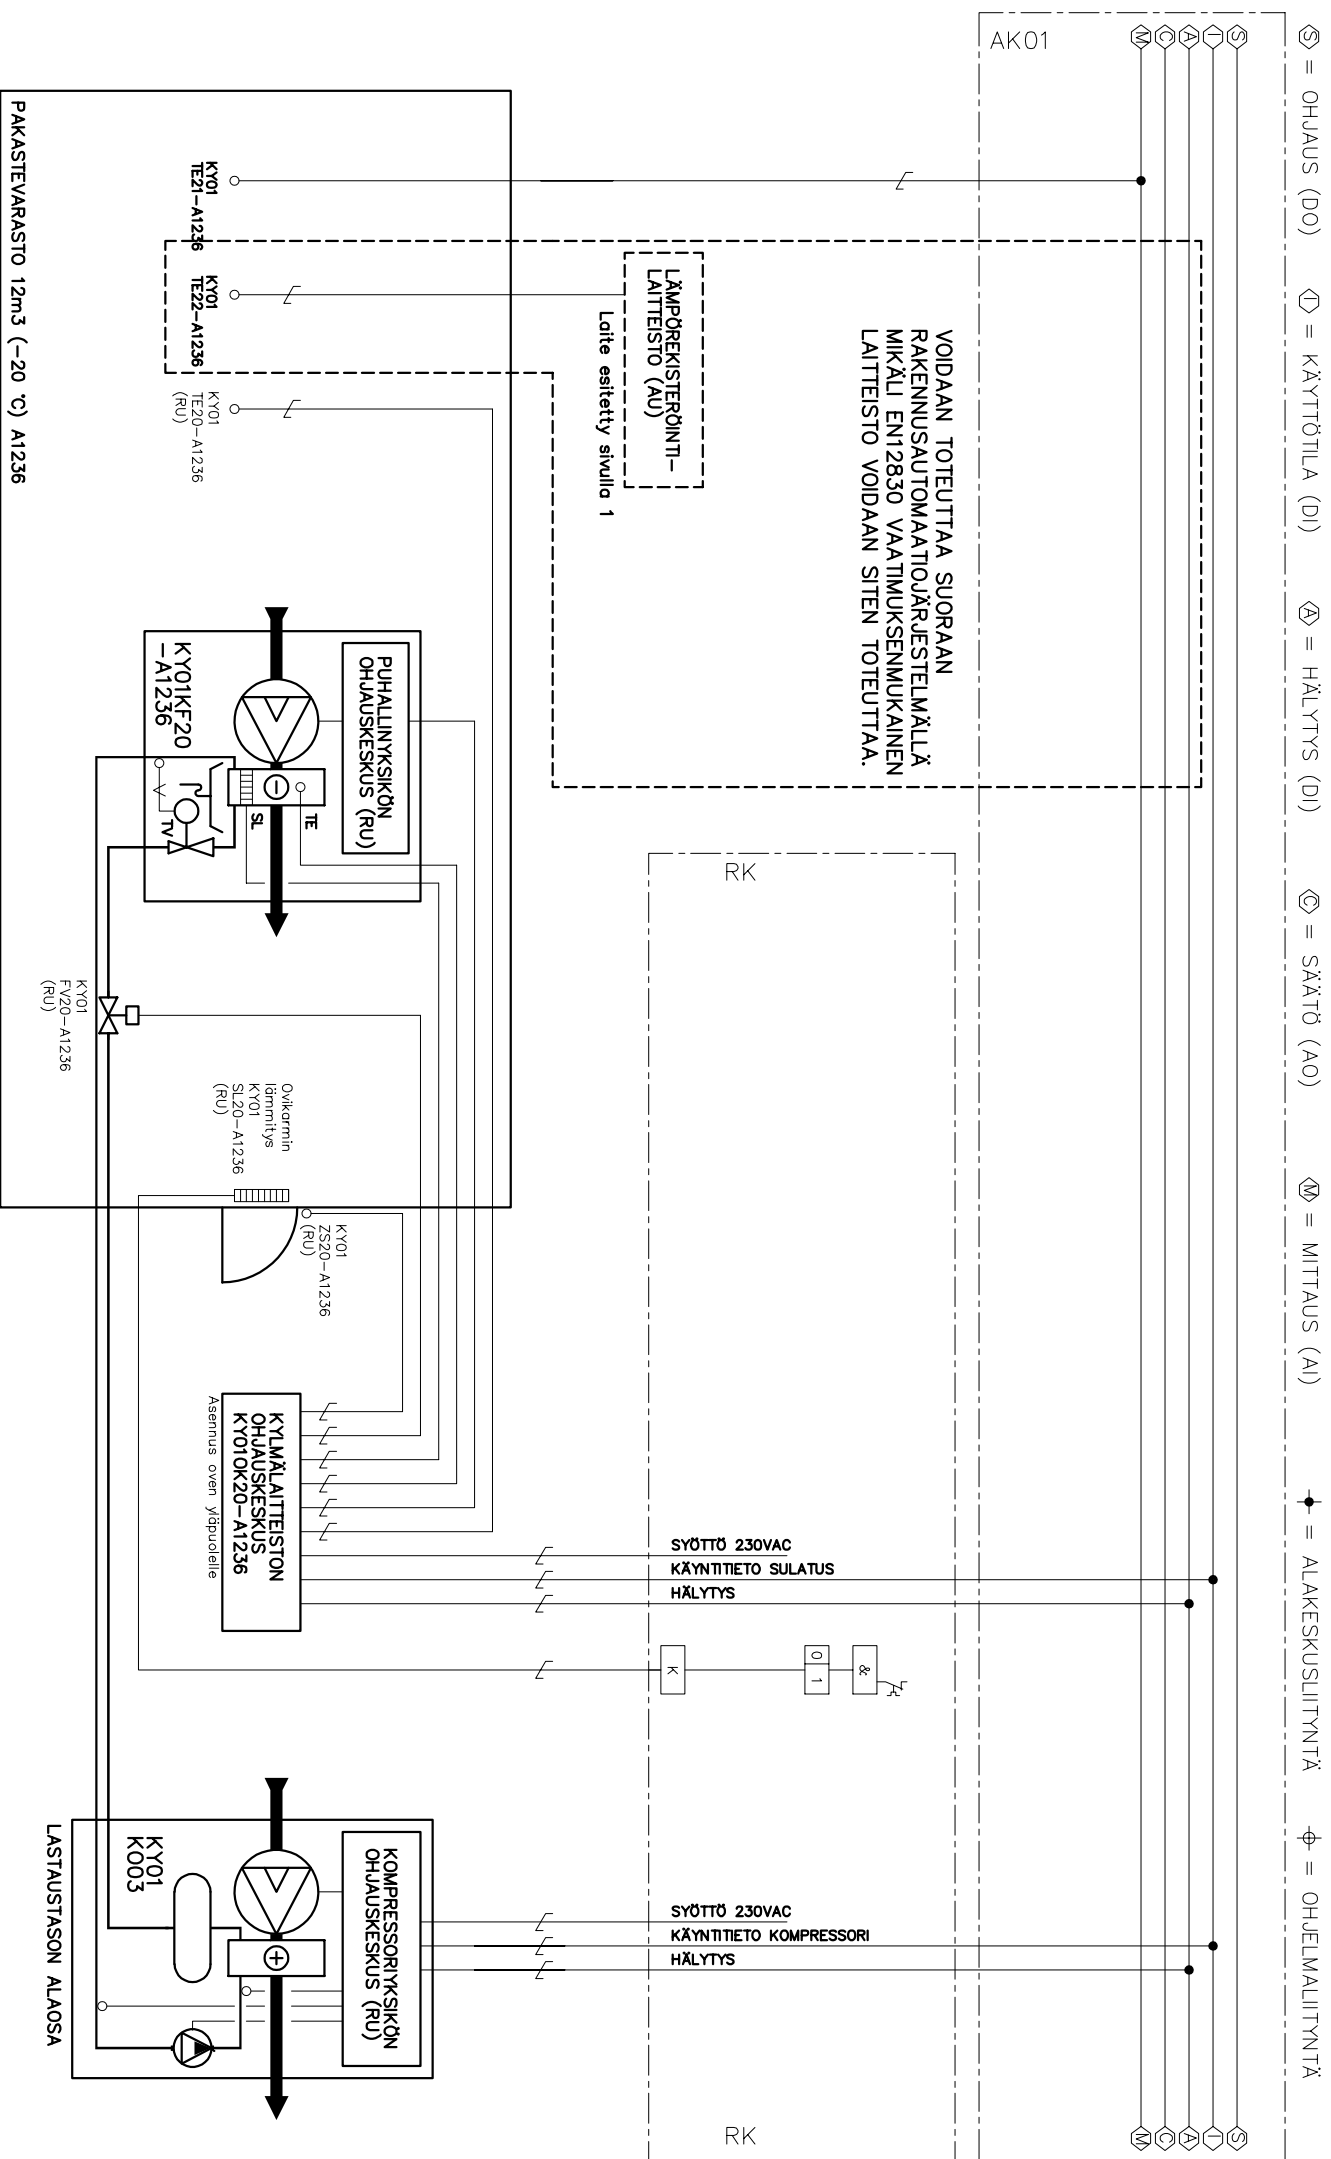 S = OHJAUS (DO)
I = KÄYTTÖTILA (DI)
A = HÄLYTYS (DI)
C = SÄÄTÖ (AO)
M = MITTAUS (AI)
= ALAKESKUSLIITYNTÄ
= OHJELMALIITYNTÄ
S
I
A
C
M
AK01
S
I
A
C
M
VOIDAAN TOTEUTTAA SUORAAN
RAKENNUSAUTOMAATIOJÄRJESTELMÄLLÄ
MIKÄLI EN12830 VAATIMUKSENMUKAINEN
LAITTEISTO VOIDAAN SITEN TOTEUTTAA.
LÄMPÖREKISTERÖINTI-
LAITTEISTO (AU)
Laite esitetty sivulla 1
RK
RK
&
0
1
K
SYÖTTÖ 230VAC
KÄYNTITIETO SULATUS
HÄLYTYS
SYÖTTÖ 230VAC
KÄYNTITIETO KOMPRESSORI
HÄLYTYS
KY01
TE21-A1236
KY01
TE22-A1236
KY01
TE20-A1236
(RU)
PUHALLINYKSIKÖN
OHJAUSKESKUS (RU)
TE
SL
TV
KY01KF20
-A1236
KY01
FV20-A1236
(RU)
Ovikarmin
lämmitys
KY01
SL20-A1236
(RU)
KY01
ZS20-A1236
(RU)
KYLMÄLAITTEISTON
OHJAUSKESKUS
KY01OK20-A1236
Asennus oven yläpuolelle
KOMPRESSORIYKSIKÖN
OHJAUSKESKUS (RU)
KY01
KO03
LASTAUSTASON ALAOSA
PAKASTEVARASTO 12m3 (-20 °C) A1236